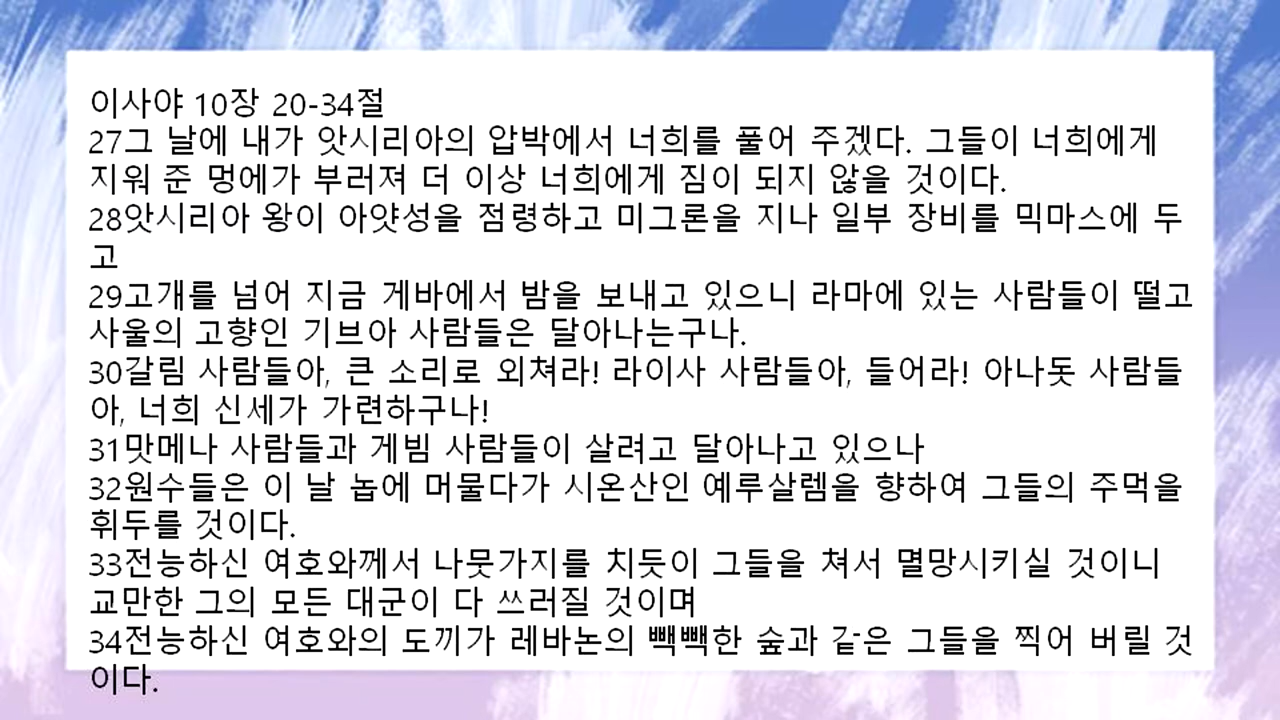 이사야 10장 20-34절
27그 날에 내가 앗시리아의 압박에서 너희를 풀어 주겠다. 그들이 너희에게
지워 준 멍에가 부러져 더 이상 너희에게 짐이 되지 않을 것이다.
28앗시리아 왕이 아얏성을 점령하고 미그론을 지나 일부 장비를 믹마스에 두
고
29고개를 넘어 지금 게바에서 밤을 보내고 있으니 라마에 있는 사람들이 떨고
사울의 고향인 기브아 사람들은 달아나는구나.
30갈림 사람들아, 큰 소리로 외쳐라! 라이사 사람들아, 들어라! 아나돗 사람들
아, 너희 신세가 가련하구나!
31맛메나 사람들과 게빔 사람들이 살려고 달아나고 있으나
32원수들은 이 날 놉에 머물다가 시온산인 예루살렘을 향하여 그들의 주먹을
휘두를 것이다.
33전능하신 여호와께서 나뭇가지를 치듯이 그들을 쳐서 멸망시키실 것이니
교만한 그의 모든 대군이 다 쓰러질 것이며
34전능하신 여호와의 도끼가 레바논의 빽빽한 숲과 같은 그들을 찍어 버릴 것
이다.